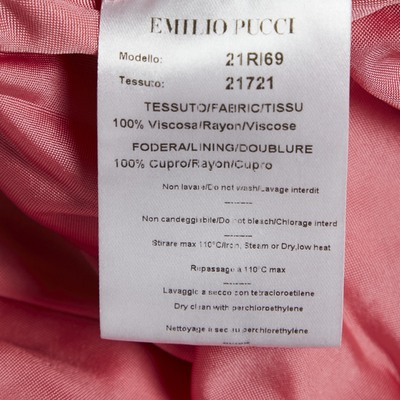 EMILIO PUCCI
Modello: 21RI69
Tessuto: 21721
TESSUTO/FABRIC/TISSU
100% Viscosa/Rayon/Viscose
FODERA/LINING/DOUBLURE
100% Cupro/Rayon/Cupro
Non lavare/Do not wash/Lavage interdit
Non candeggiabile/Do not bleach/Chlorage interd
Stirare max 110°C/Iron, Steam or Dry,low heat
Repassage à 110°C max
Lavaggio a secco con tetracloroetilene
Dry clean with perchloroethylene
Nettoyage a sec au perchlorethylene